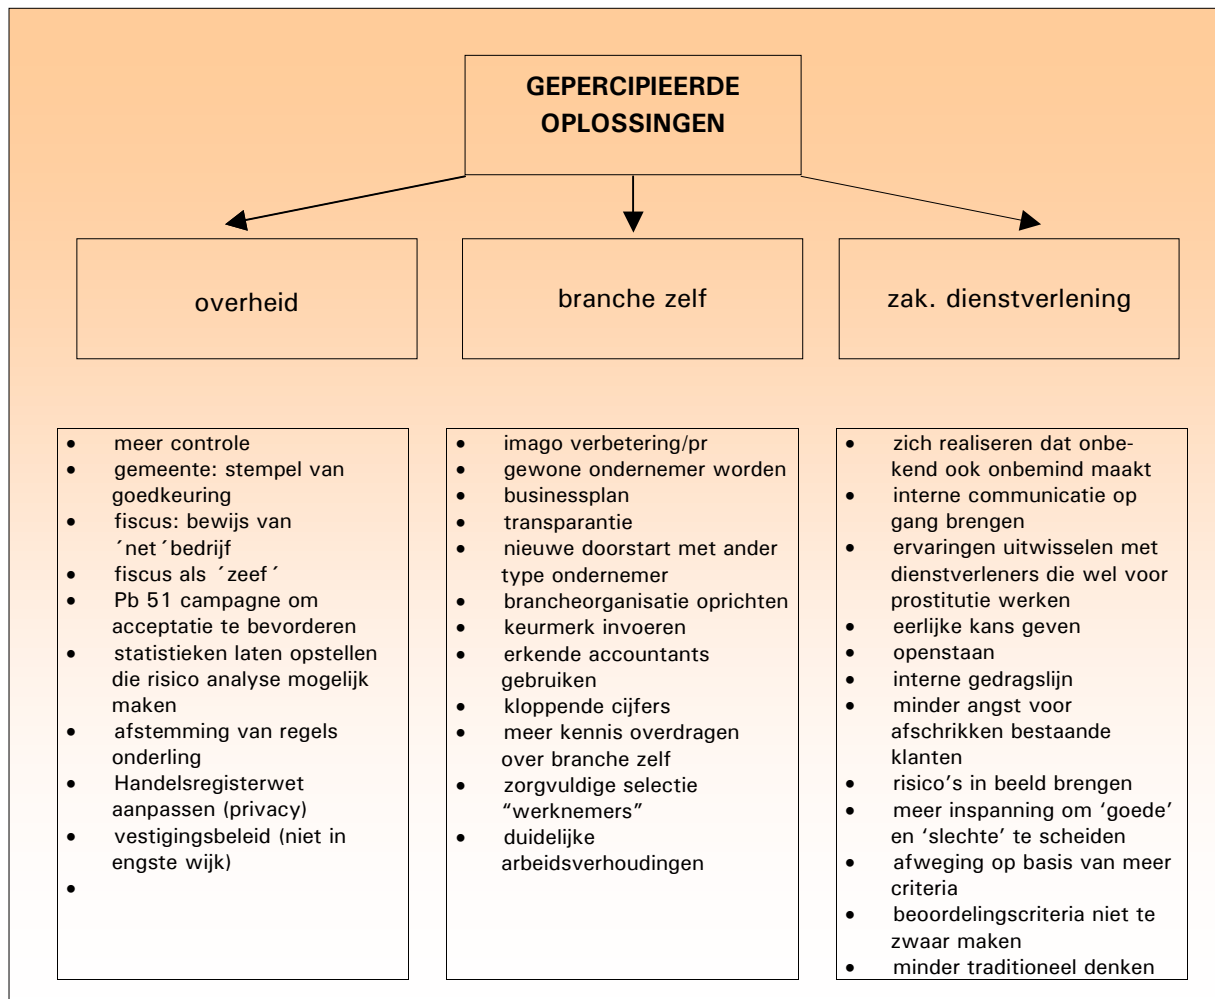 GEPERCIPIEERDE
OPLOSSINGEN
overheid
branche zelf
zak. dienstverlening
• meer controle
• gemeente: stempel van
goedkeuring
• fiscus: bewijs van
´net´bedrijf
• fiscus als ´zeef´
• Pb 51 campagne om
acceptatie te bevorderen
• statistieken laten opstellen
die risico analyse mogelijk
maken
• afstemming van regels
onderling
• Handelsregisterwet
aanpassen (privacy)
• vestigingsbeleid (niet in
engste wijk)
•
• imago verbetering/pr
• gewone ondernemer worden
• businessplan
• transparantie
• nieuwe doorstart met ander
type ondernemer
• brancheorganisatie oprichten
• keurmerk invoeren
• erkende accountants
gebruiken
• kloppende cijfers
• meer kennis overdragen
over branche zelf
• zorgvuldige selectie
“werknemers”
• duidelijke
arbeidsverhoudingen
• zich realiseren dat onbe-
kend ook onbemind maakt
• interne communicatie op
gang brengen
• ervaringen uitwisselen met
dienstverleners die wel voor
prostitutie werken
• eerlijke kans geven
• openstaan
• interne gedragslijn
• minder angst voor
afschrikken bestaande
klanten
• risico's in beeld brengen
• meer inspanning om ‘goede’
en ‘slechte’ te scheiden
• afweging op basis van meer
criteria
• beoordelingscriteria niet te
zwaar maken
• minder traditioneel denken